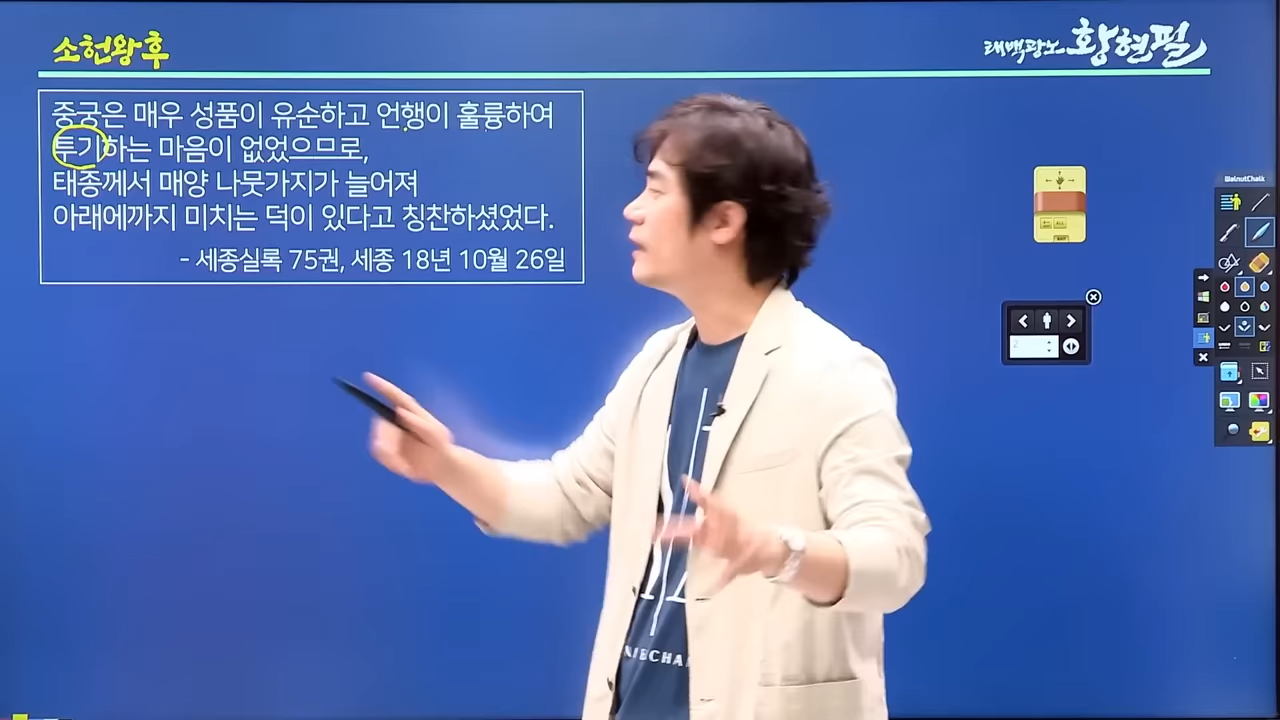 소헌왕후
태백광노 황현필
중궁은 매우 성품이 유순하고 언행이 훌륭하여
투기하는 마음이 없었으므로,
태종께서 매양 나뭇가지가 늘어져
아래에까지 미치는 덕이 있다고 칭찬하셨었다.
- 세종실록 75권, 세종 18년 10월 26일
WalnutChalk
2